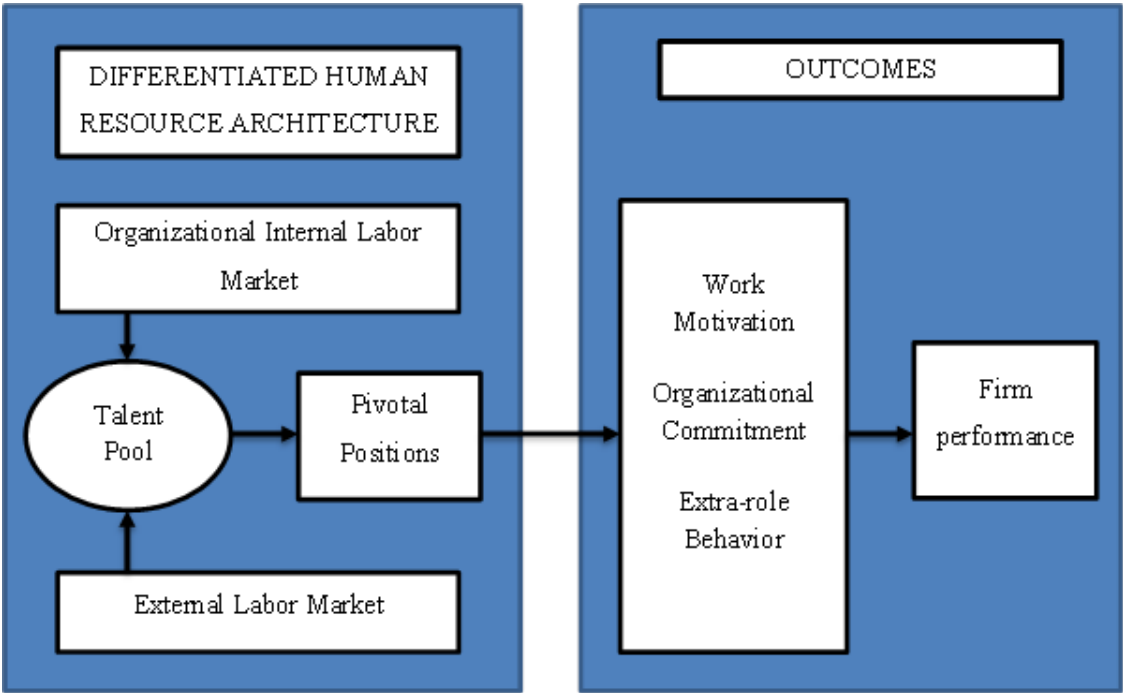 DIFFERENTIATED HUMAN
RESOURCE ARCHITECTURE
Organizational Internal Labor
Market
Talent
Pool
Pivotal
Positions
External Labor Market
OUTCOMES
Work
Motivation
Organizational
Commitment
Extra-role
Behavior
Firm
performance